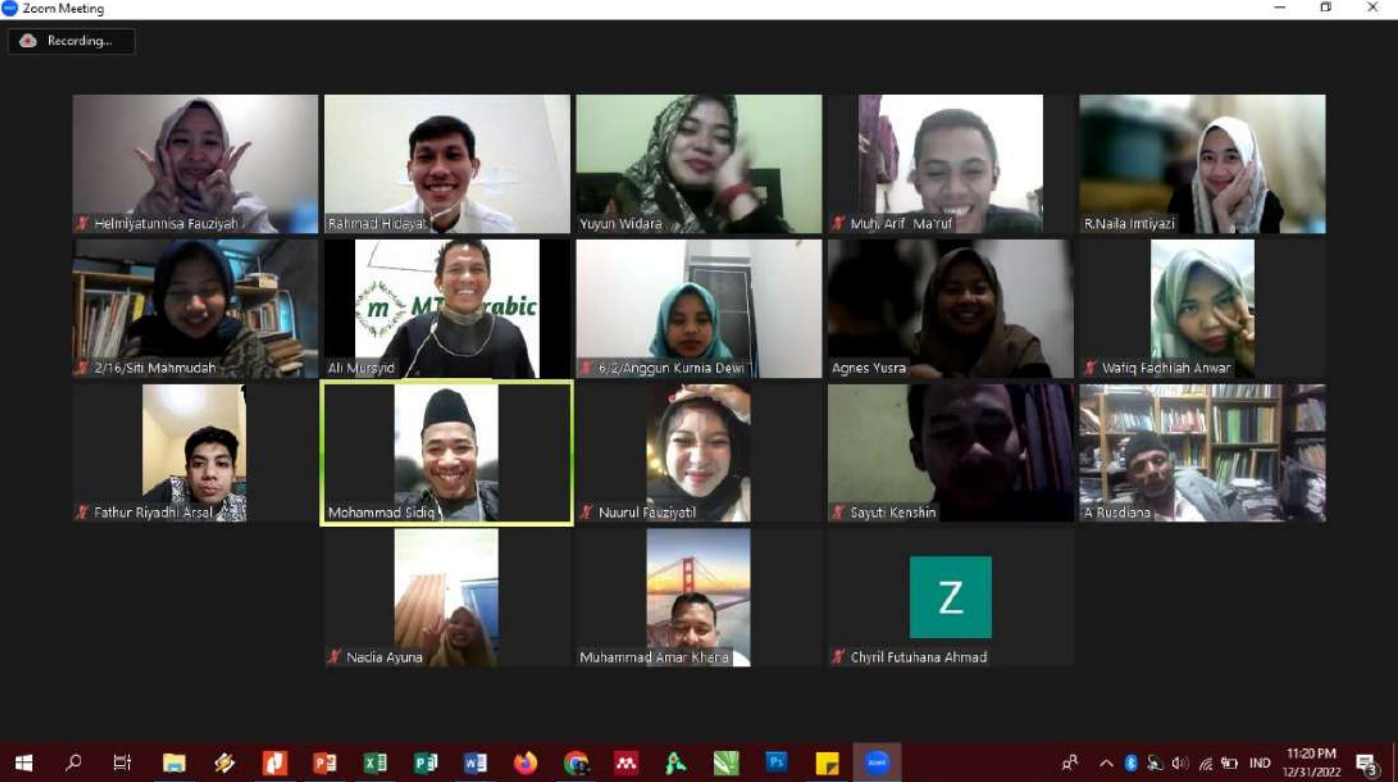 Zoom Meeting
Recording...
Helmiyatunnisa Fauziyah
Rahmad Hidayat
Yuyun Widara
Muh. Arif Ma'ruf
R.Naila Imtiyazi
2/16/Siti Mahmudah
Ali Mursyid
m
6/2/Anggun Kurnia Dewi
Agnes Yusra
Wafiq Fadhilah Anwar
Fathur Riyadhi Arsal
Mohammad Sidiq
Nuurul Fauziyatil
Sayuti Kenshin
A Rusdiana
Nadia Ayuna
Muhammad Amar Khana
Z
Chyril Futuhana Ahmad
zoom
IND
11:20 PM
12/31/2022
3